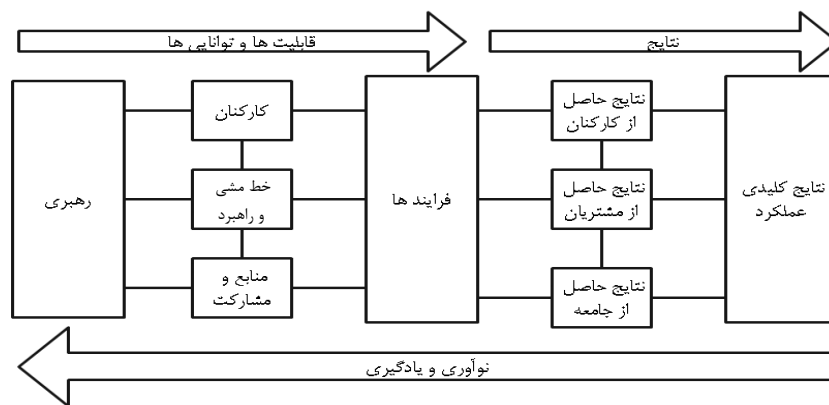 قابلیت ها و توانایی ها
نتایج
رهبری
کارکنان
خط مشی
و راهبرد
منابع و
مشارکت
فرایند ها
نتایج حاصل
از کارکنان
نتایج حاصل
از مشتریان
نتایج حاصل
از جامعه
نتایج کلیدی
عملکرد
نوآوری و یادگیری